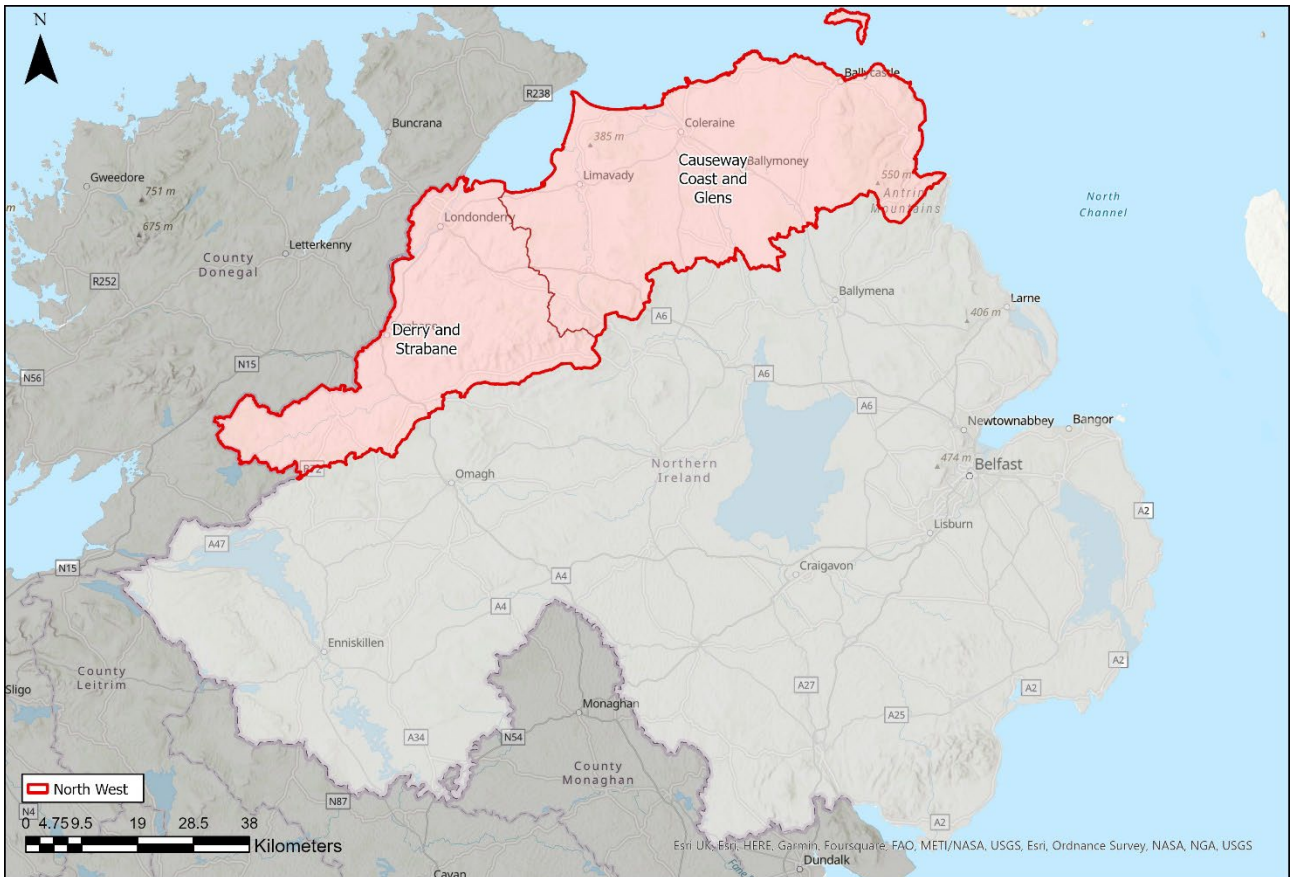 N
R238
Ballycastle
Buncrana
385 m
Coleraine
Gweedore
751 m
Causeway
Coast and
Glens
Ballymoney
550 m
Limavady
Antrim
Mountains
North
Channel
675 m
Londonderry
Letterkenny
County
Donegal
R252
Ballymena
Larne
406 m
A6
Derry and
Strabane
N15
N56
A6
A6
Newtownabbey
Bangor
Northern
Ireland
474 m
Belfast
Omagh
A2
Lisburn
A47
N15
Craigavon
A4
A4
Enniskillen
A2
County
Leitrim
Sligo
A27
A2
Monaghan
A25
A34
N54
County
Monaghan
North West
N87
N4
A2
0 4.75 9.5 19 28.5 38
Kilometers
Esri UK, Esri, HERE, Garmin, Foursquare, FAO, METI/NASA, USGS, Esri, Ordnance Survey, NASA, NGA, USGS
Dundalk
Cavan